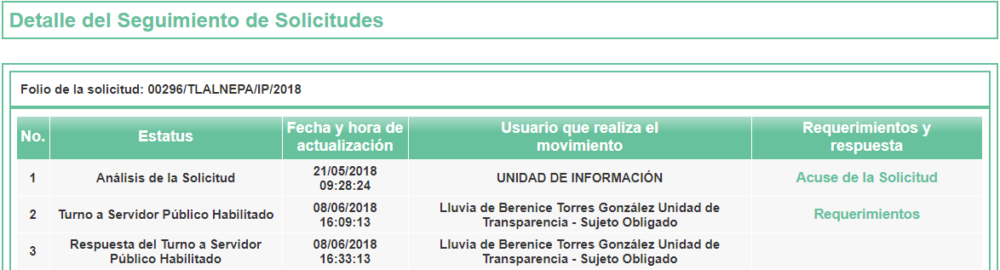 Detalle del Seguimiento de Solicitudes
Folio de la solicitud: 00296/TLALNEPA/IP/2018
No. Estatus Fecha y hora de actualización Usuario que realiza el movimiento Requerimientos y respuesta
1 Análisis de la Solicitud 21/05/2018 09:28:24 UNIDAD DE INFORMACIÓN Acuse de la Solicitud
2 Turno a Servidor Público Habilitado 08/06/2018 16:09:13 Lluvia de Berenice Torres González Unidad de Transparencia - Sujeto Obligado Requerimientos
3 Respuesta del Turno a Servidor Público Habilitado 08/06/2018 16:33:13 Lluvia de Berenice Torres González Unidad de Transparencia - Sujeto Obligado